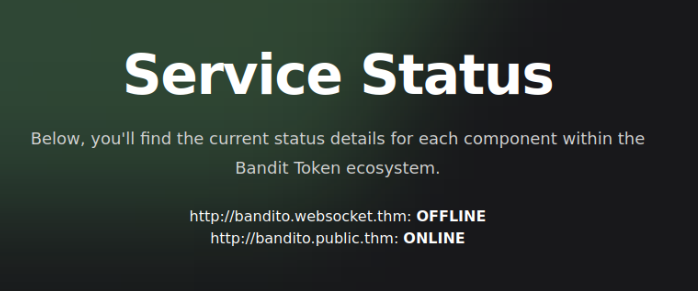 Service Status
Below, you'll find the current status details for each component within the
Bandit Token ecosystem.
http://bandito.websocket.thm: OFFLINE
http://bandito.public.thm: ONLINE